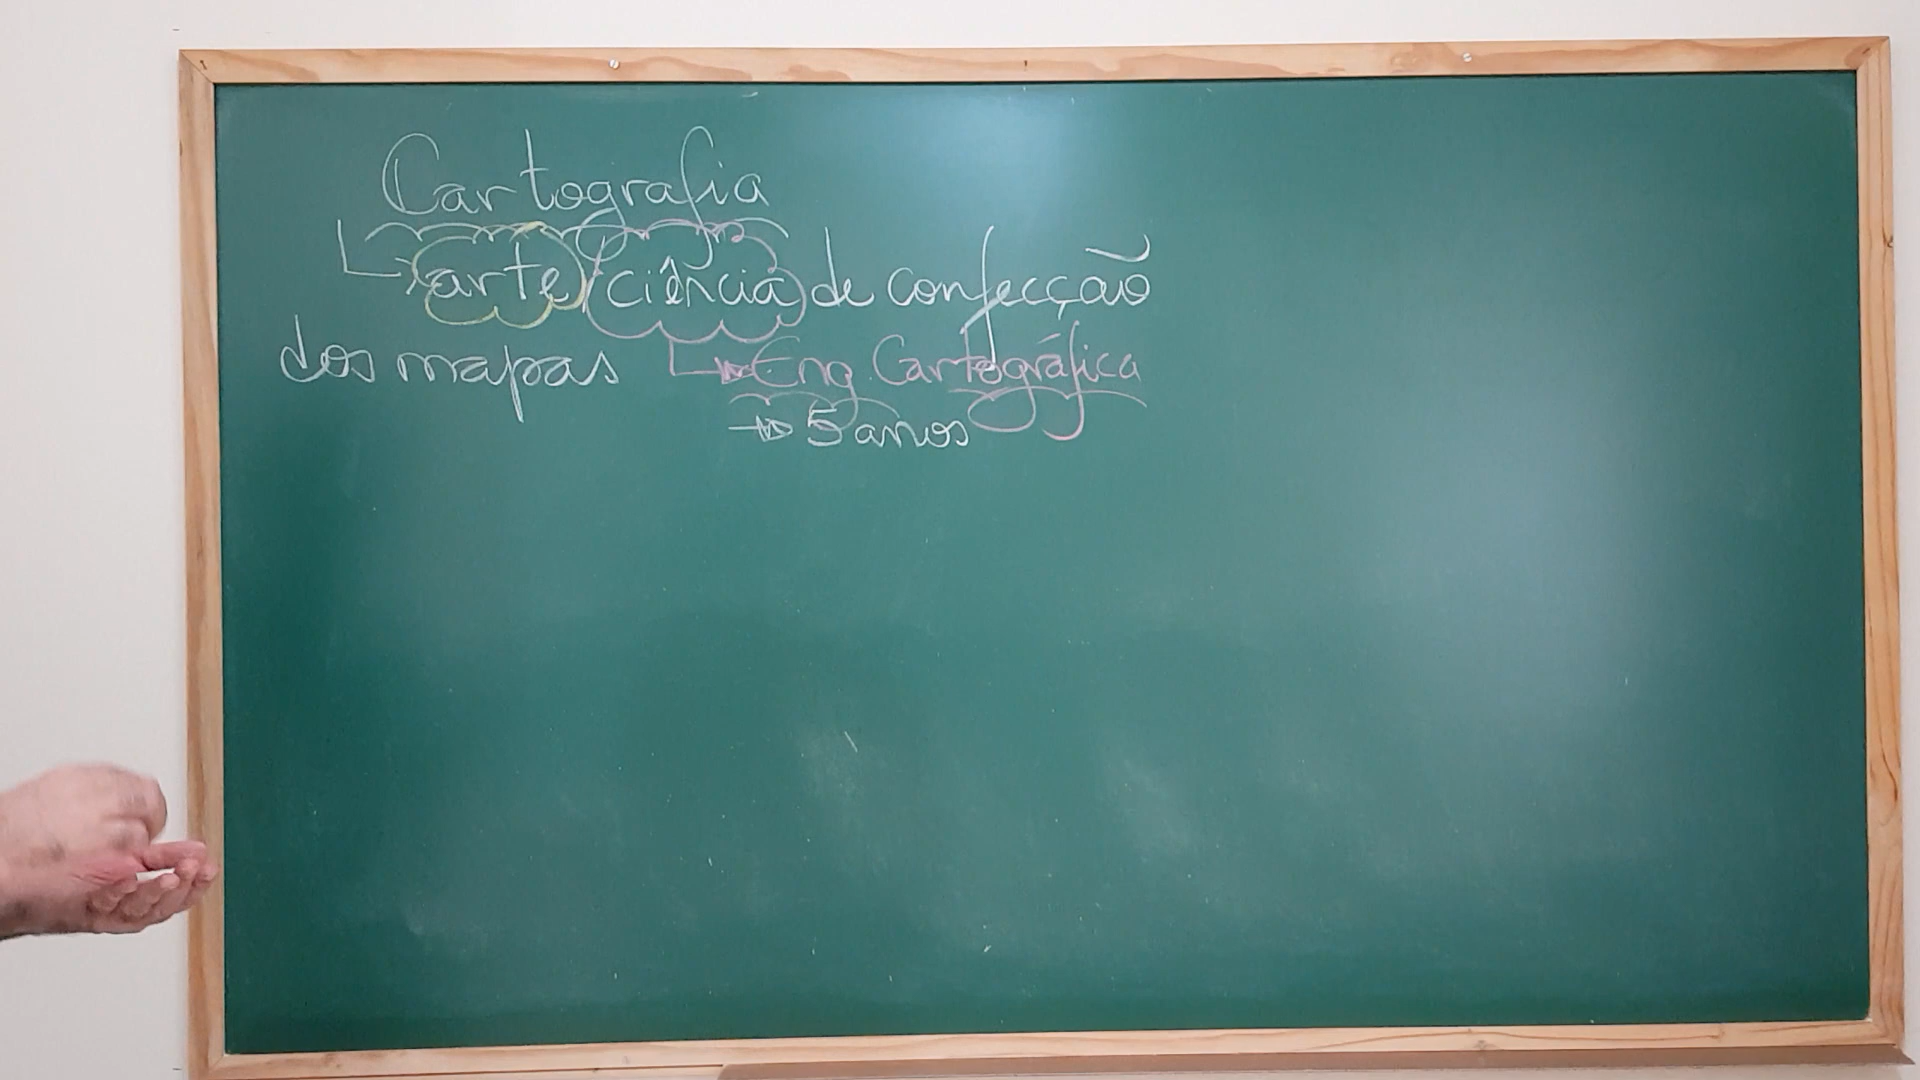 Cartografia
arte/ciência de confecção
dos mapas
Eng. Cartográfica
5 anos